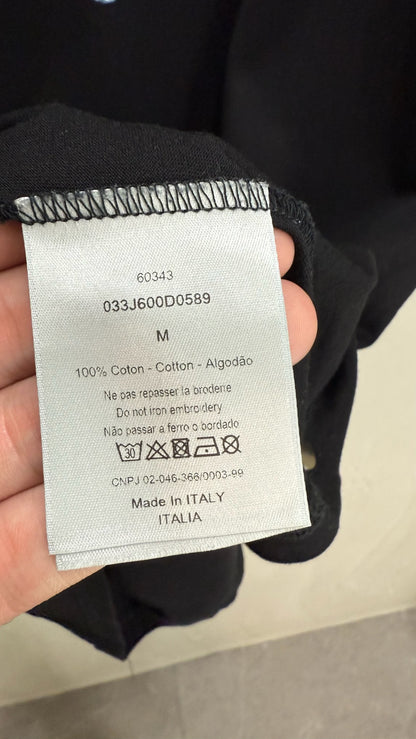 60343
033J600D0589
M
100% Coton - Cotton - Algodão
Ne pas repasser la broderie
Do not iron embroidery
Não passar a ferro o bordado
30
CNPJ 02-046-366/0003-99
Made In ITALY
ITALIA